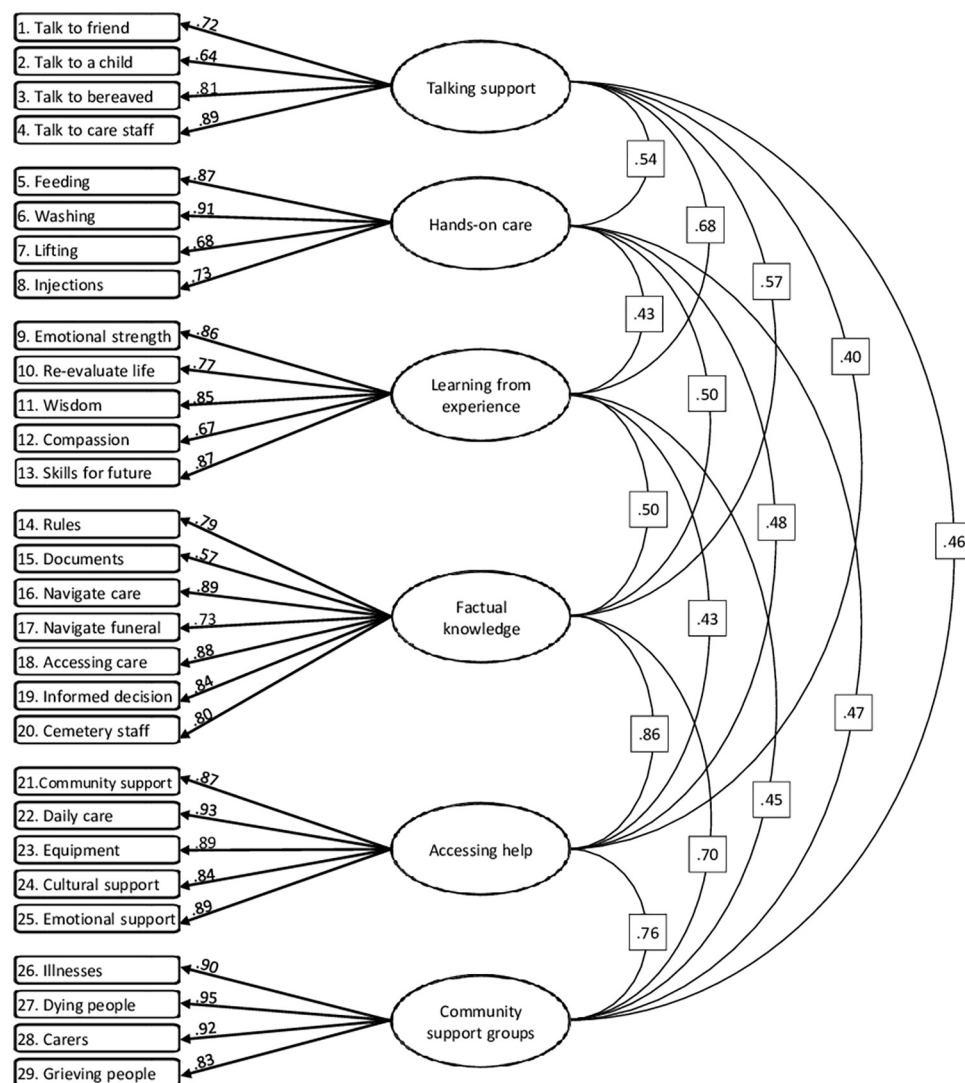 1. Talk to friend
2. Talk to a child
3. Talk to bereaved
4. Talk to care staff
.72
.64
.81
.89
Talking support
5. Feeding
6. Washing
7. Lifting
8. Injections
.87
.91
.68
.73
Hands-on care
9. Emotional strength
10. Re-evaluate life
11. Wisdom
12. Compassion
13. Skills for future
.86
.77
.85
.67
.87
Learning from
experience
14. Rules
15. Documents
16. Navigate care
17. Navigate funeral
18. Accessing care
19. Informed decision
20. Cemetery staff
.79
.57
.89
.73
.88
.84
.80
Factual
knowledge
21.Community support
22. Daily care
23. Equipment
24. Cultural support
25. Emotional support
.87
.93
.89
.84
.89
Accessing help
26. Illnesses
27. Dying people
28. Carers
29. Grieving people
.90
.95
.92
.83
Community
support groups
.54
.68
.57
.43
.40
.50
.50
.48
.46
.43
.47
.86
.45
.70
.76